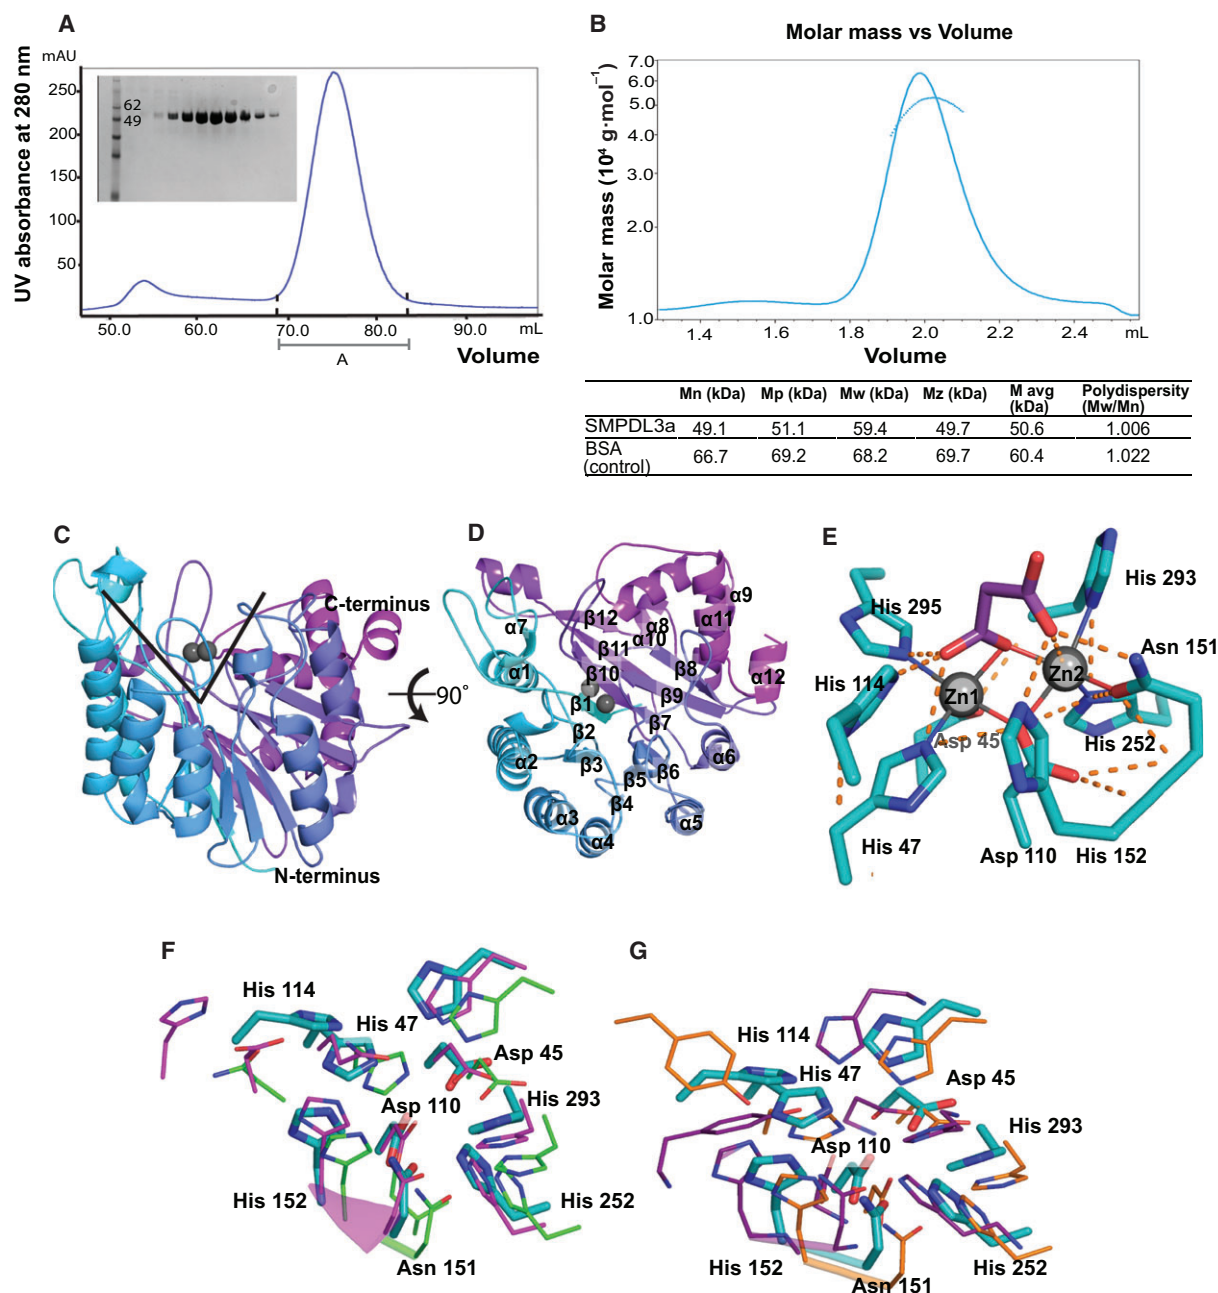 A
UV absorbance at 280 nm
mAU
250
200
150
100
50
62
49
50.0
60.0
70.0
80.0
90.0
mL
A
Volume
B
Molar mass vs Volume
Molar mass (10⁴ g·mol⁻¹)
7.0
6.0
5.0
4.0
3.0
2.0
1.0
1.4
1.6
1.8
2.0
2.2
2.4
mL
Volume
Mn (kDa) Mp (kDa) Mw (kDa) Mz (kDa) M avg (kDa) Polydispersity (Mw/Mn)
SMPDL3a 49.1 51.1 59.4 49.7 50.6 1.006
BSA (control) 66.7 69.2 68.2 69.7 60.4 1.022
C
C-terminus
N-terminus
90°
D
α9
β12
α8
α11
α7
α10
β11
α1
β10
β8
α12
β1
β9
β2
β7
α2
β3
α6
β5
β6
β4
α3
α5
α4
E
His 293
His 295
Asn 151
His 114
Zn1
Zn2
Asp 45
His 252
His 47
Asp 110
His 152
F
His 114
His 47
Asp 45
His 293
Asp 110
His 152
His 252
Asn 151
G
His 114
His 47
Asp 45
His 293
Asp 110
His 152
Asn 151
His 252